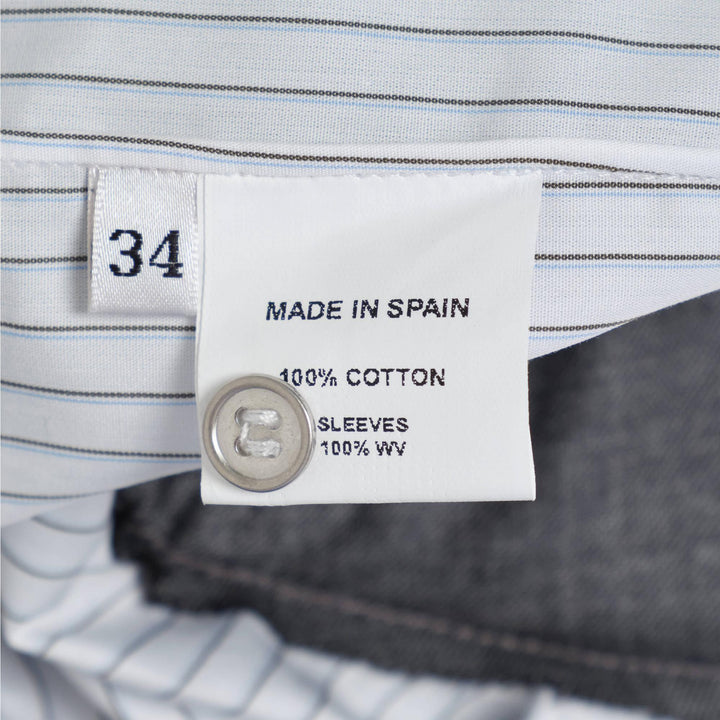 34
MADE IN SPAIN
100% COTTON
SLEEVES
100% WV